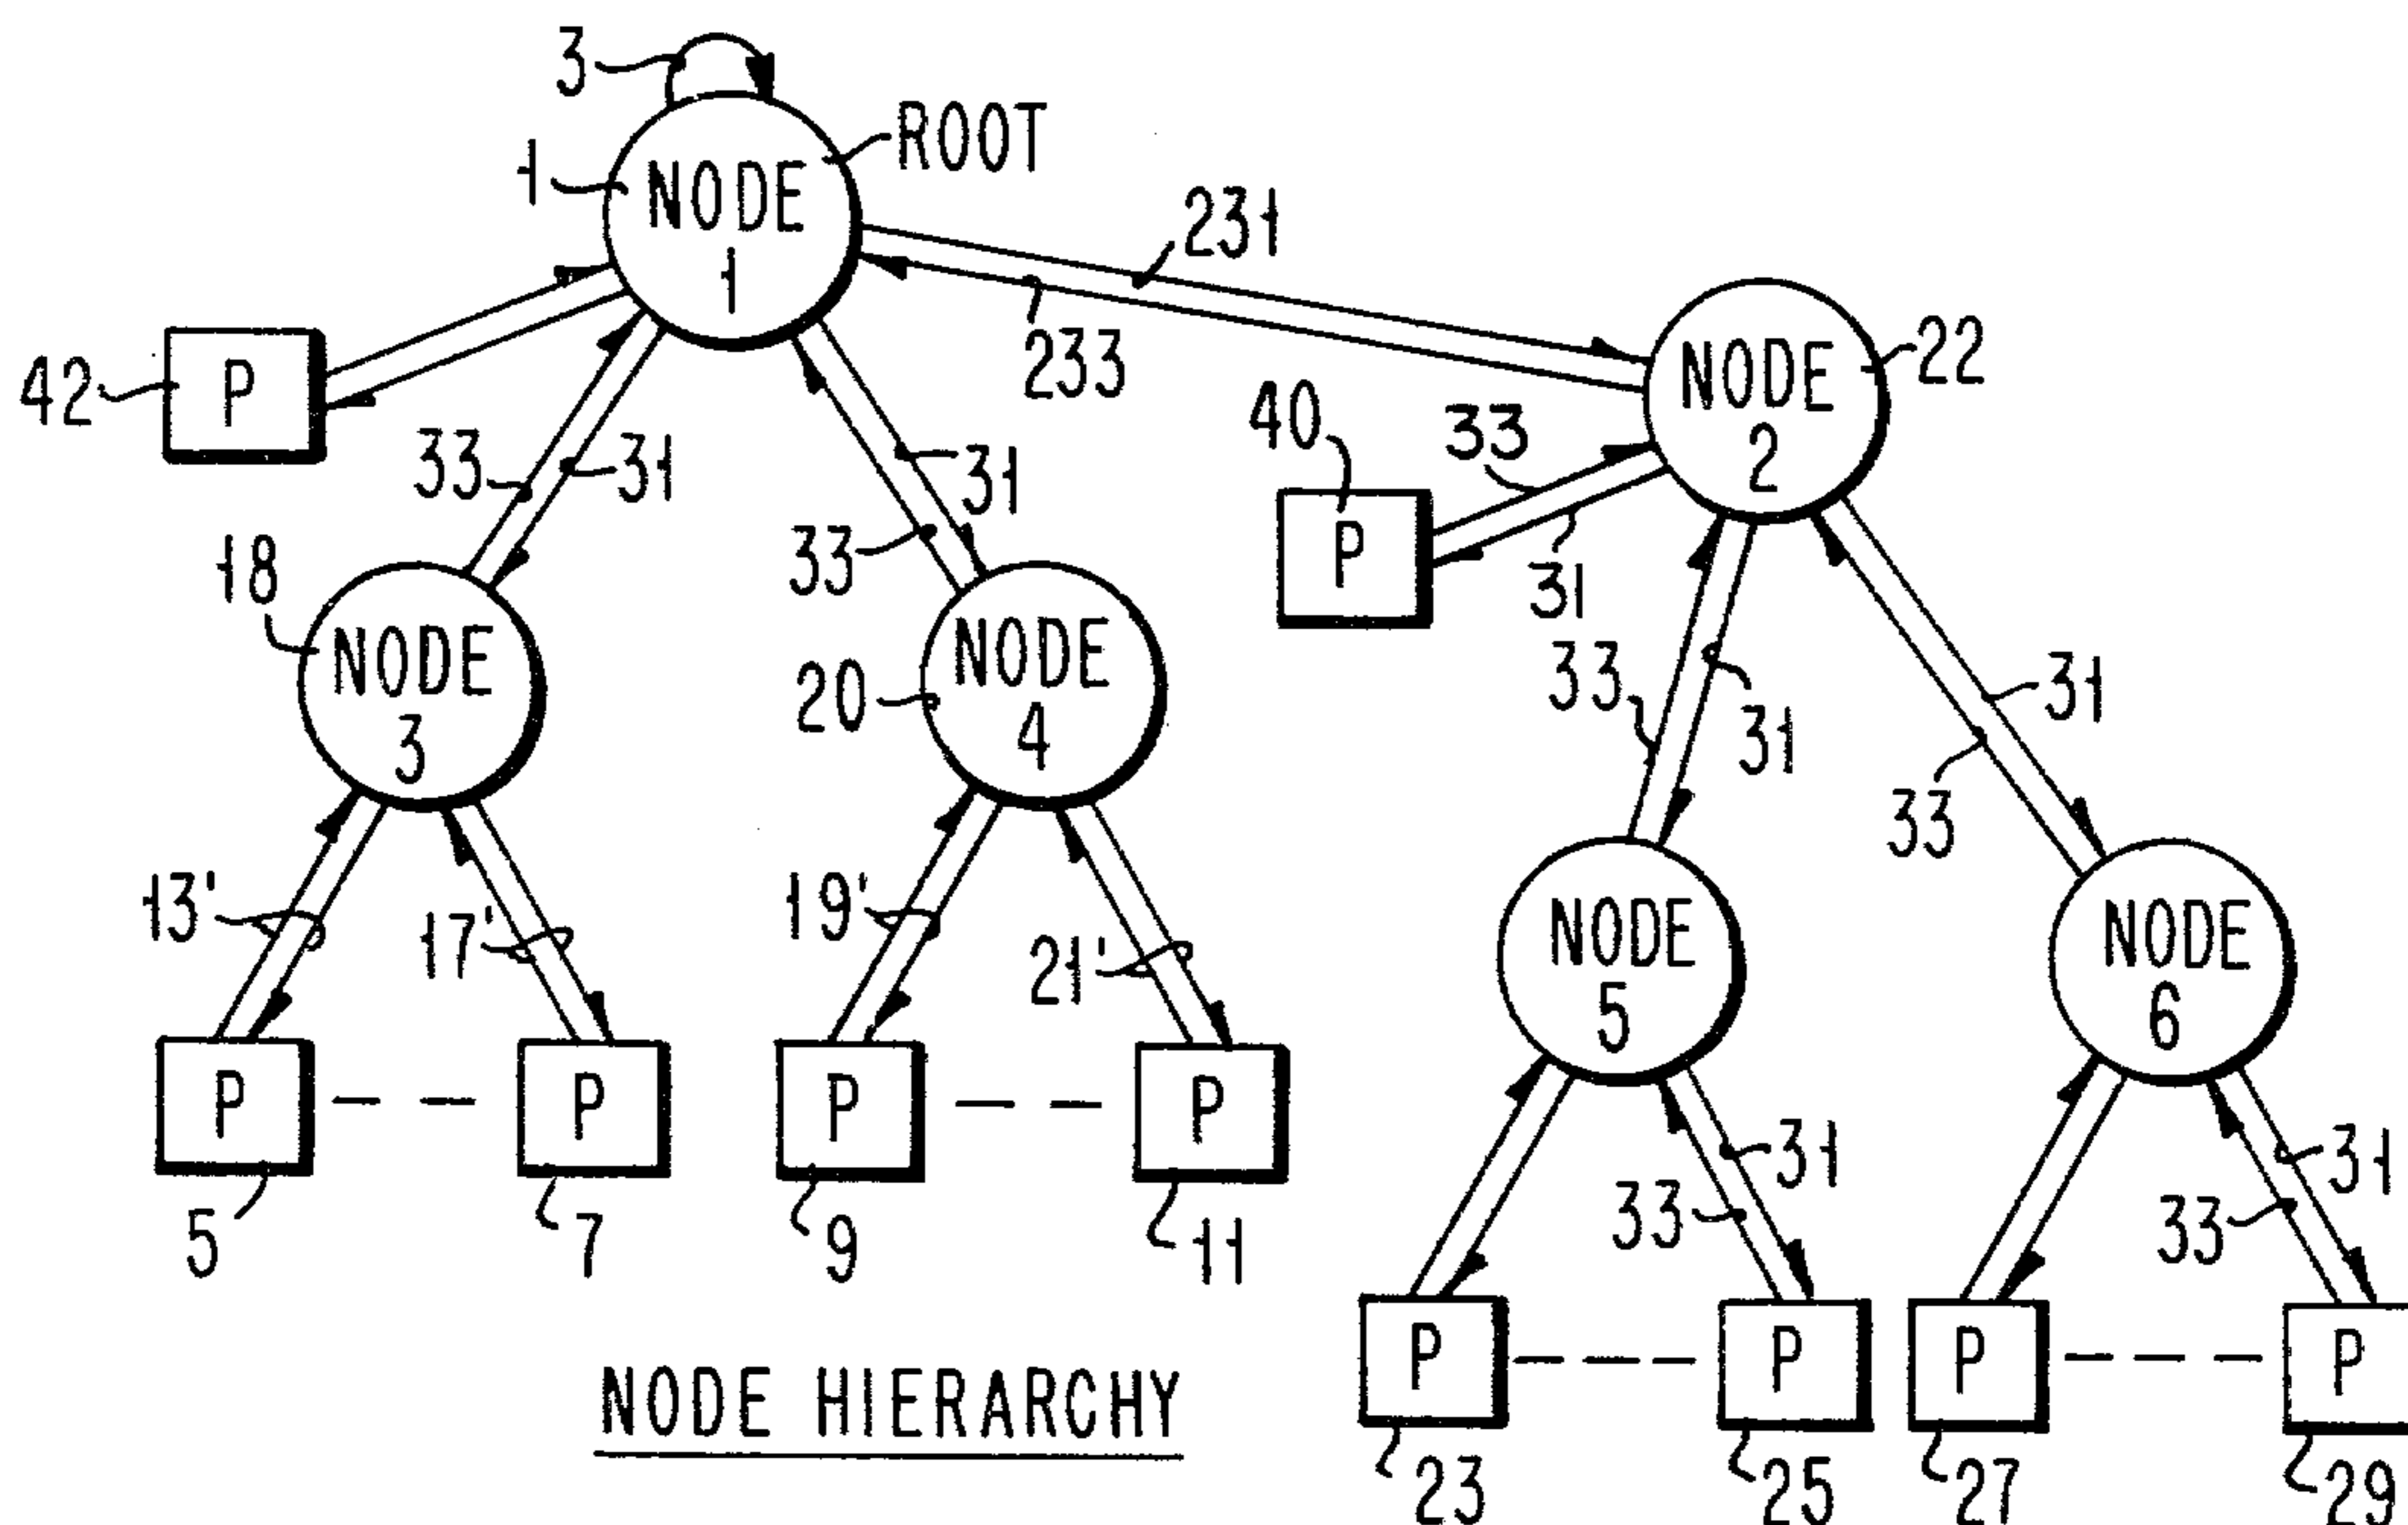 3
ROOT
1
NODE
1
231
233
42
P
NODE
2
22
40
33
P
31
33
31
31
33
18
NODE
3
20
NODE
4
33
31
31
33
13'
17'
19'
21'
NODE
5
NODE
6
P
P
P
P
5
7
9
11
31
33
31
33
P
P
P
P
NODE HIERARCHY
23
25
27
29